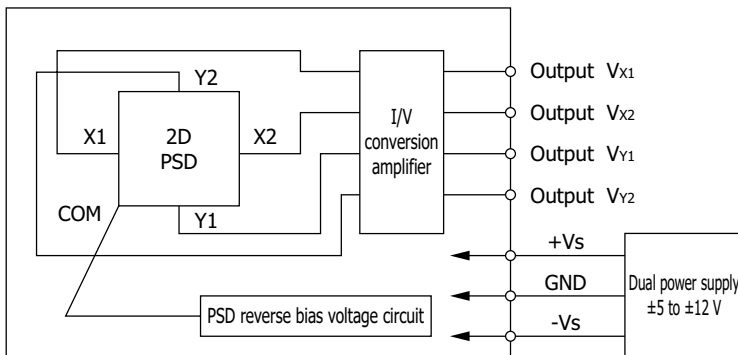 Y2
X1
2D
PSD
X2
COM
Y1
I/V
conversion
amplifier
Output VX1
Output VX2
Output VY1
Output VY2
+Vs
GND
-Vs
Dual power supply
±5 to ±12 V
PSD reverse bias voltage circuit